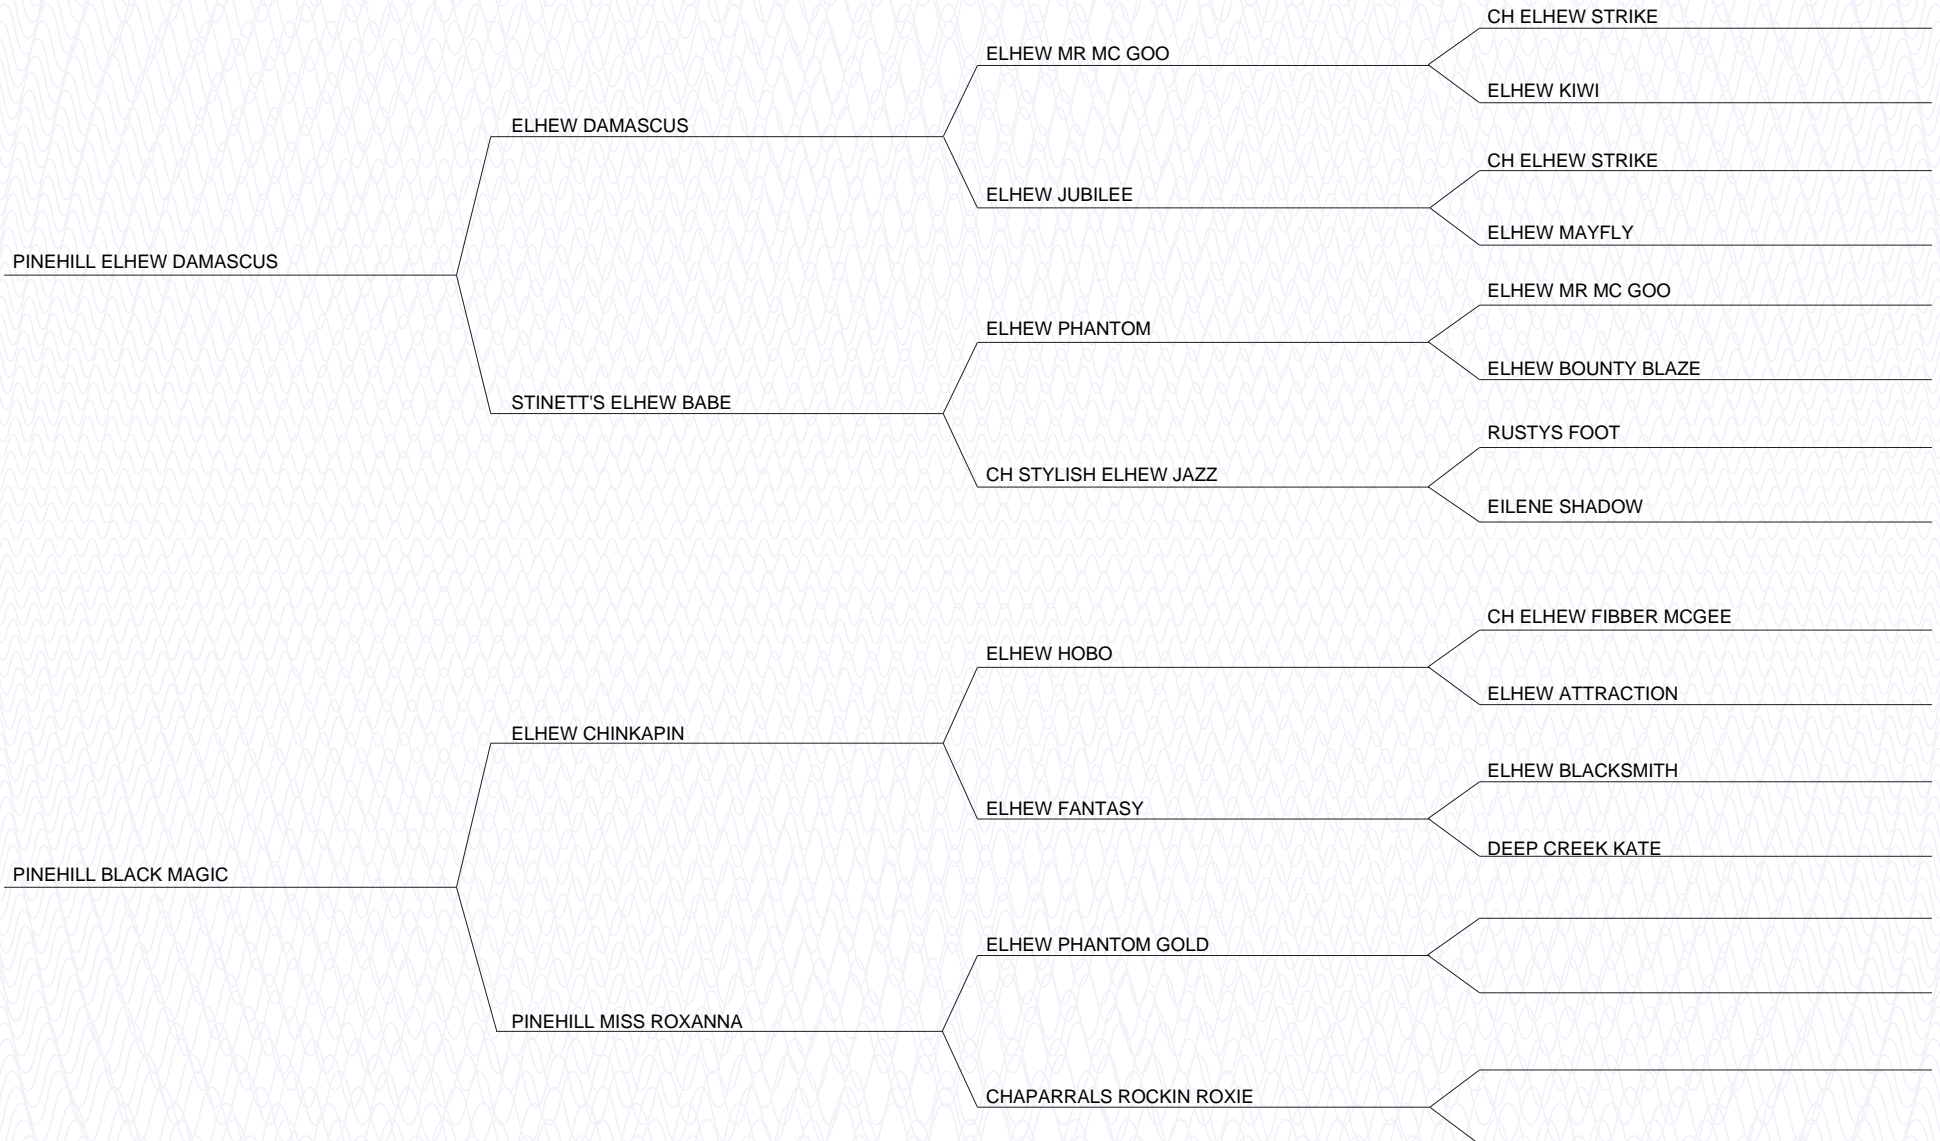 CH ELHEW STRIKE
ELHEW MR MC GOO
ELHEW KIWI
ELHEW DAMASCUS
CH ELHEW STRIKE
ELHEW JUBILEE
ELHEW MAYFLY
PINEHILL ELHEW DAMASCUS
ELHEW MR MC GOO
ELHEW PHANTOM
ELHEW BOUNTY BLAZE
STINETT'S ELHEW BABE
RUSTYS FOOT
CH STYLISH ELHEW JAZZ
EILENE SHADOW
CH ELHEW FIBBER MCGEE
ELHEW HOBO
ELHEW ATTRACTION
ELHEW CHINKAPIN
ELHEW BLACKSMITH
ELHEW FANTASY
DEEP CREEK KATE
PINEHILL BLACK MAGIC
ELHEW PHANTOM GOLD
PINEHILL MISS ROXANNA
CHAPARRALS ROCKIN ROXIE